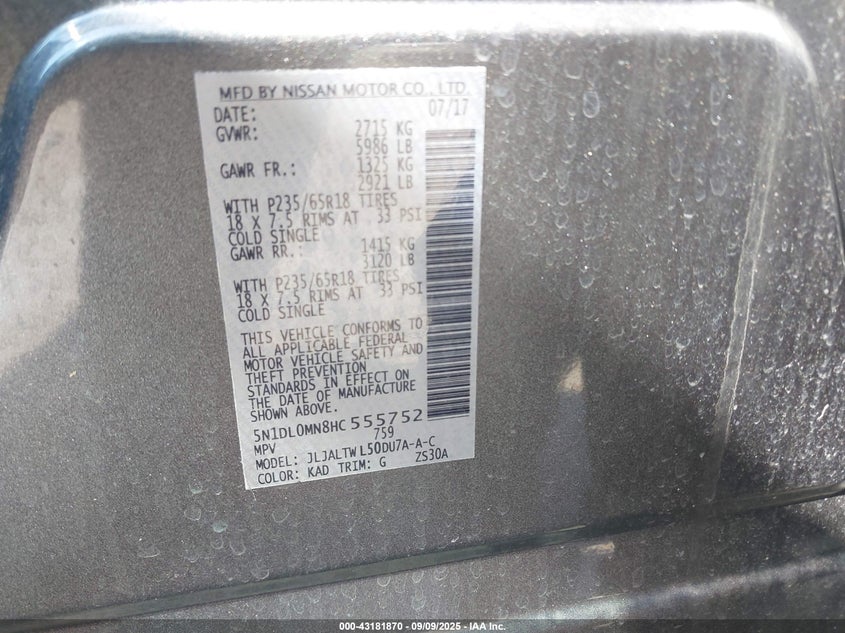 MFD BY NISSAN MOTOR CO., LTD.
DATE: 07/17
GVWR: 2715 KG
5986 LB
GAWR FR.: 1325 KG
2921 LB
WITH P235/65R18 TIRES
18 X 7.5 RIMS AT 33 PSI
COLD SINGLE
GAWR RR.: 1415 KG
3120 LB
WITH P235/65R18 TIRES
18 X 7.5 RIMS AT 33 PSI
COLD SINGLE
THIS VEHICLE CONFORMS TO
ALL APPLICABLE FEDERAL
MOTOR VEHICLE SAFETY AND
THEFT PREVENTION
STANDARDS IN EFFECT ON
THE DATE OF MANUFACTURE
SHOWN ABOVE.
5N1DL0MN8HC555752
MPV 759
MODEL: JLJALTWL50DU7A-A-C
COLOR: KAD TRIM: G ZS30A
000-43181870 - 09/09/2025 - IAA Inc.